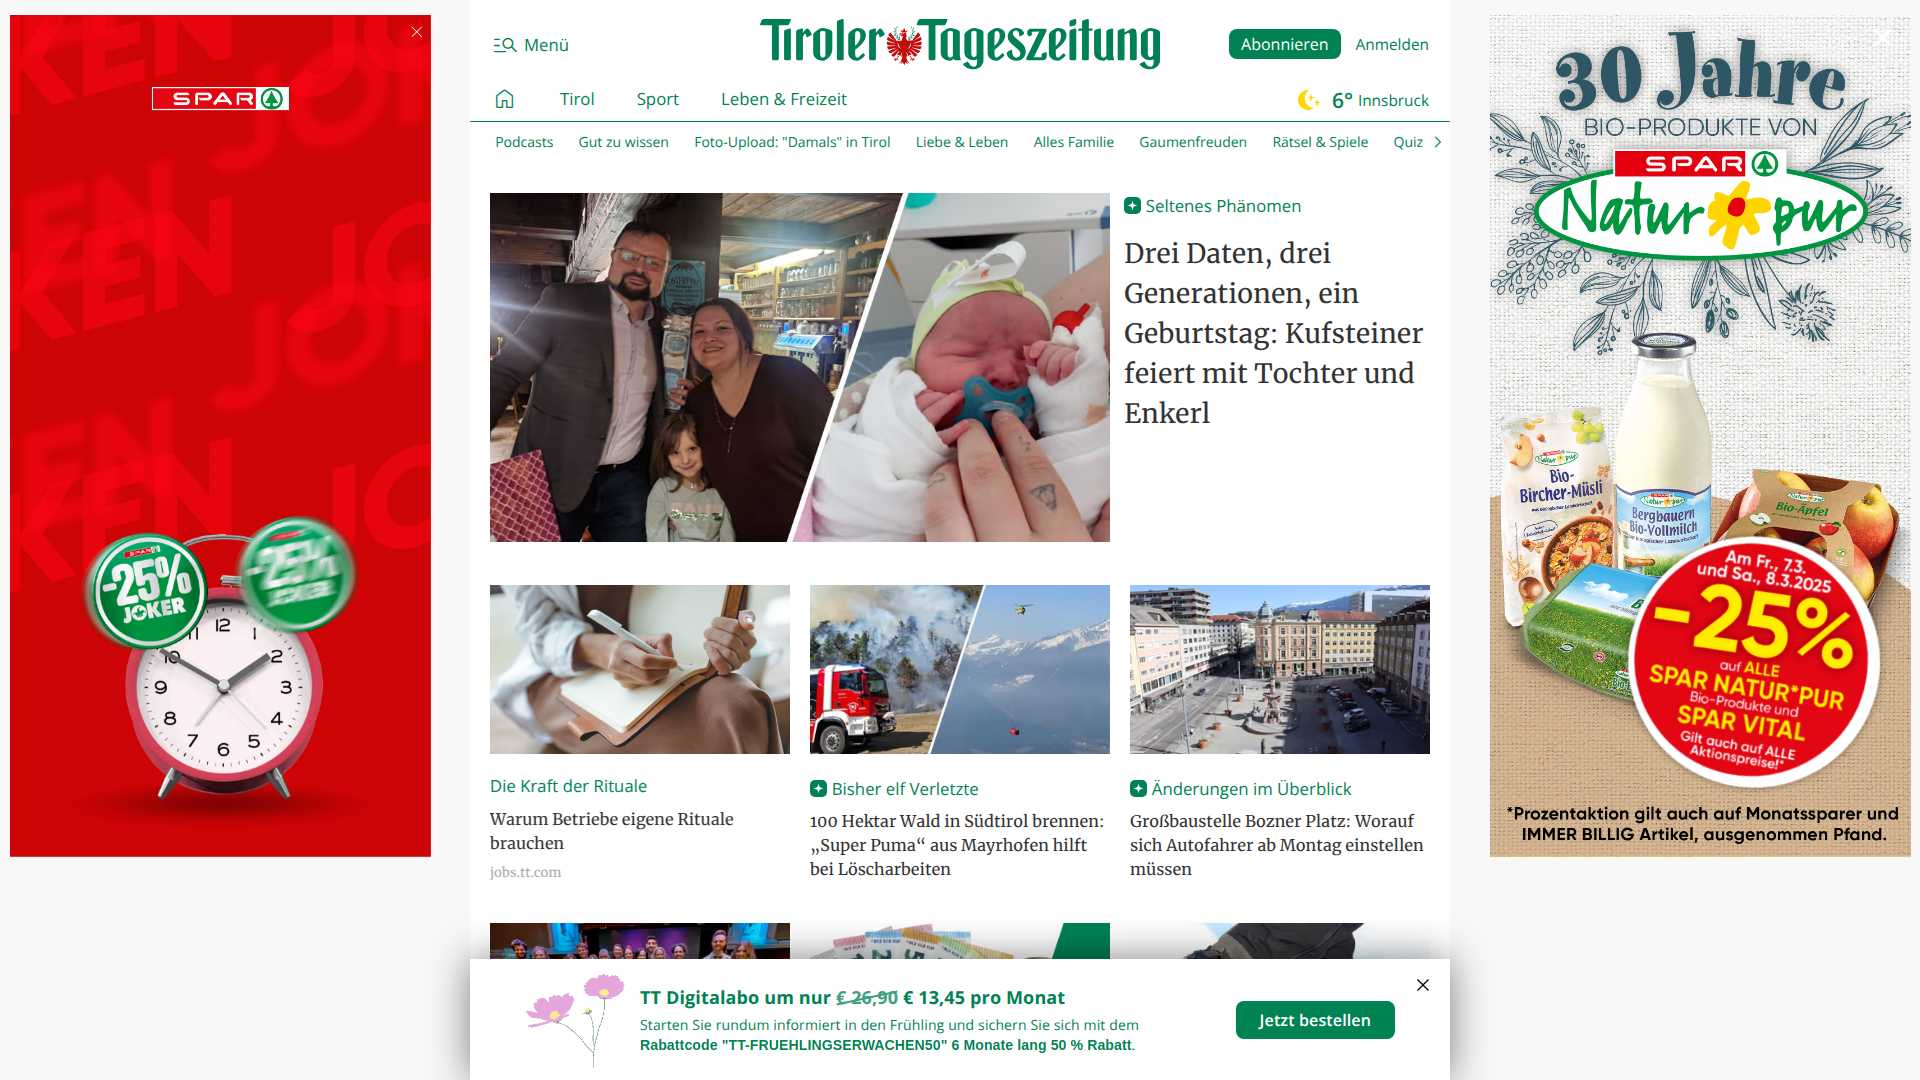 Menü
Tiroler Tageszeitung
Abonnieren
Anmelden
Tirol
Sport
Leben & Freizeit
6° Innsbruck
Podcasts
Gut zu wissen
Foto-Upload: "Damals" in Tirol
Liebe & Leben
Alles Familie
Gaumenfreuden
Rätsel & Spiele
Quiz
SPAR
-25%
JOKER
12
1
2
3
4
5
6
7
8
9
10
11
Seltenes Phänomen
Drei Daten, drei
Generationen, ein
Geburtstag: Kufsteiner
feiert mit Tochter und
Enkerl
Die Kraft der Rituale
Warum Betriebe eigene Rituale
brauchen
jobs.tt.com
Bisher elf Verletzte
100 Hektar Wald in Südtirol brennen:
„Super Puma“ aus Mayrhofen hilft
bei Löscharbeiten
Änderungen im Überblick
Großbaustelle Bozner Platz: Worauf
sich Autofahrer ab Montag einstellen
müssen
TT Digitalabo um nur € 26,90 € 13,45 pro Monat
Starten Sie rundum informiert in den Frühling und sichern Sie sich mit dem
Rabattcode "TT-FRUEHLINGSERWACHEN50" 6 Monate lang 50 % Rabatt.
Jetzt bestellen
30 Jahre
BIO-PRODUKTE VON
SPAR
Natur pur
Bio-
Bircher-Müsli
Bergbauern
Bio-Vollmilch
Bio-Äpfel
Am Fr., 7.3.
und Sa., 8.3.2025
-25%
auf ALLE
SPAR NATUR*PUR
Bio-Produkte und
SPAR VITAL
Gilt auch auf ALLE
Aktionspreise!*
*Prozentaktion gilt auch auf Monatssparer und
IMMER BILLIG Artikel, ausgenommen Pfand.